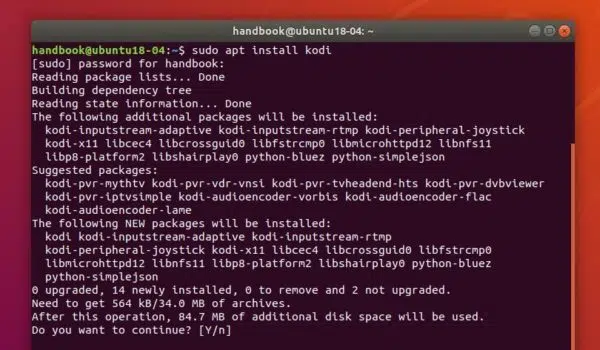 handbook@ubuntu18-04: ~
handbook@ubuntu18-04:~$ sudo apt install kodi
[sudo] password for handbook:
Reading package lists... Done
Building dependency tree
Reading state information... Done
The following additional packages will be installed:
kodi-inputstream-adaptive kodi-inputstream-rtmp kodi-peripheral-joystick
kodi-x11 libcec4 libcrossguid0 libfstrcmp0 libmicrohttpd12 libnfs11
libp8-platform2 libshairplay0 python-bluez python-simplejson
Suggested packages:
kodi-pvr-mythtv kodi-pvr-vdr-vnsi kodi-pvr-tvheadend-hts kodi-pvr-dvbviewer
kodi-pvr-iptvsimple kodi-audioencoder-vorbis kodi-audioencoder-flac
kodi-audioencoder-lame
The following NEW packages will be installed:
kodi kodi-inputstream-adaptive kodi-inputstream-rtmp
kodi-peripheral-joystick kodi-x11 libcec4 libcrossguid0 libfstrcmp0
libmicrohttpd12 libnfs11 libp8-platform2 libshairplay0 python-bluez
python-simplejson
0 upgraded, 14 newly installed, 0 to remove and 2 not upgraded.
Need to get 564 kB/34.0 MB of archives.
After this operation, 84.7 MB of additional disk space will be used.
Do you want to continue? [Y/n]